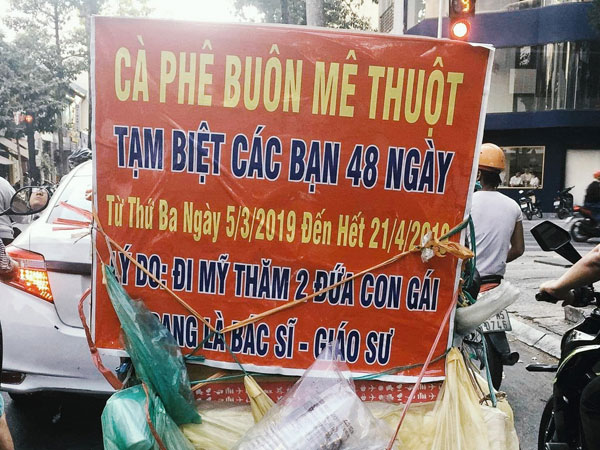 CÀ PHÊ BUÔN MÊ THUỘT
TẠM BIỆT CÁC BẠN 48 NGÀY
Từ Thứ Ba Ngày 5/3/2019 Đến Hết 21/4/2019
LÝ DO: ĐI MỸ THĂM 2 ĐỨA CON GÁI
ĐANG LÀ BÁC SĨ - GIÁO SƯ